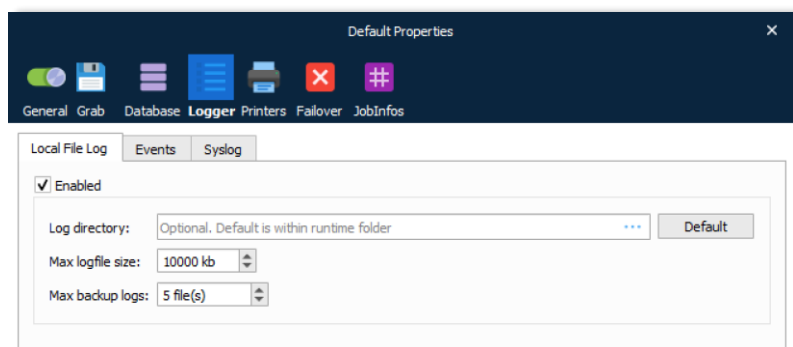 Default Properties
General Grab Database Logger Printers Failover JobInfos
Local File Log Events Syslog
Enabled
Log directory: Optional. Default is within runtime folder ... Default
Max logfile size: 10000 kb
Max backup logs: 5 file(s)